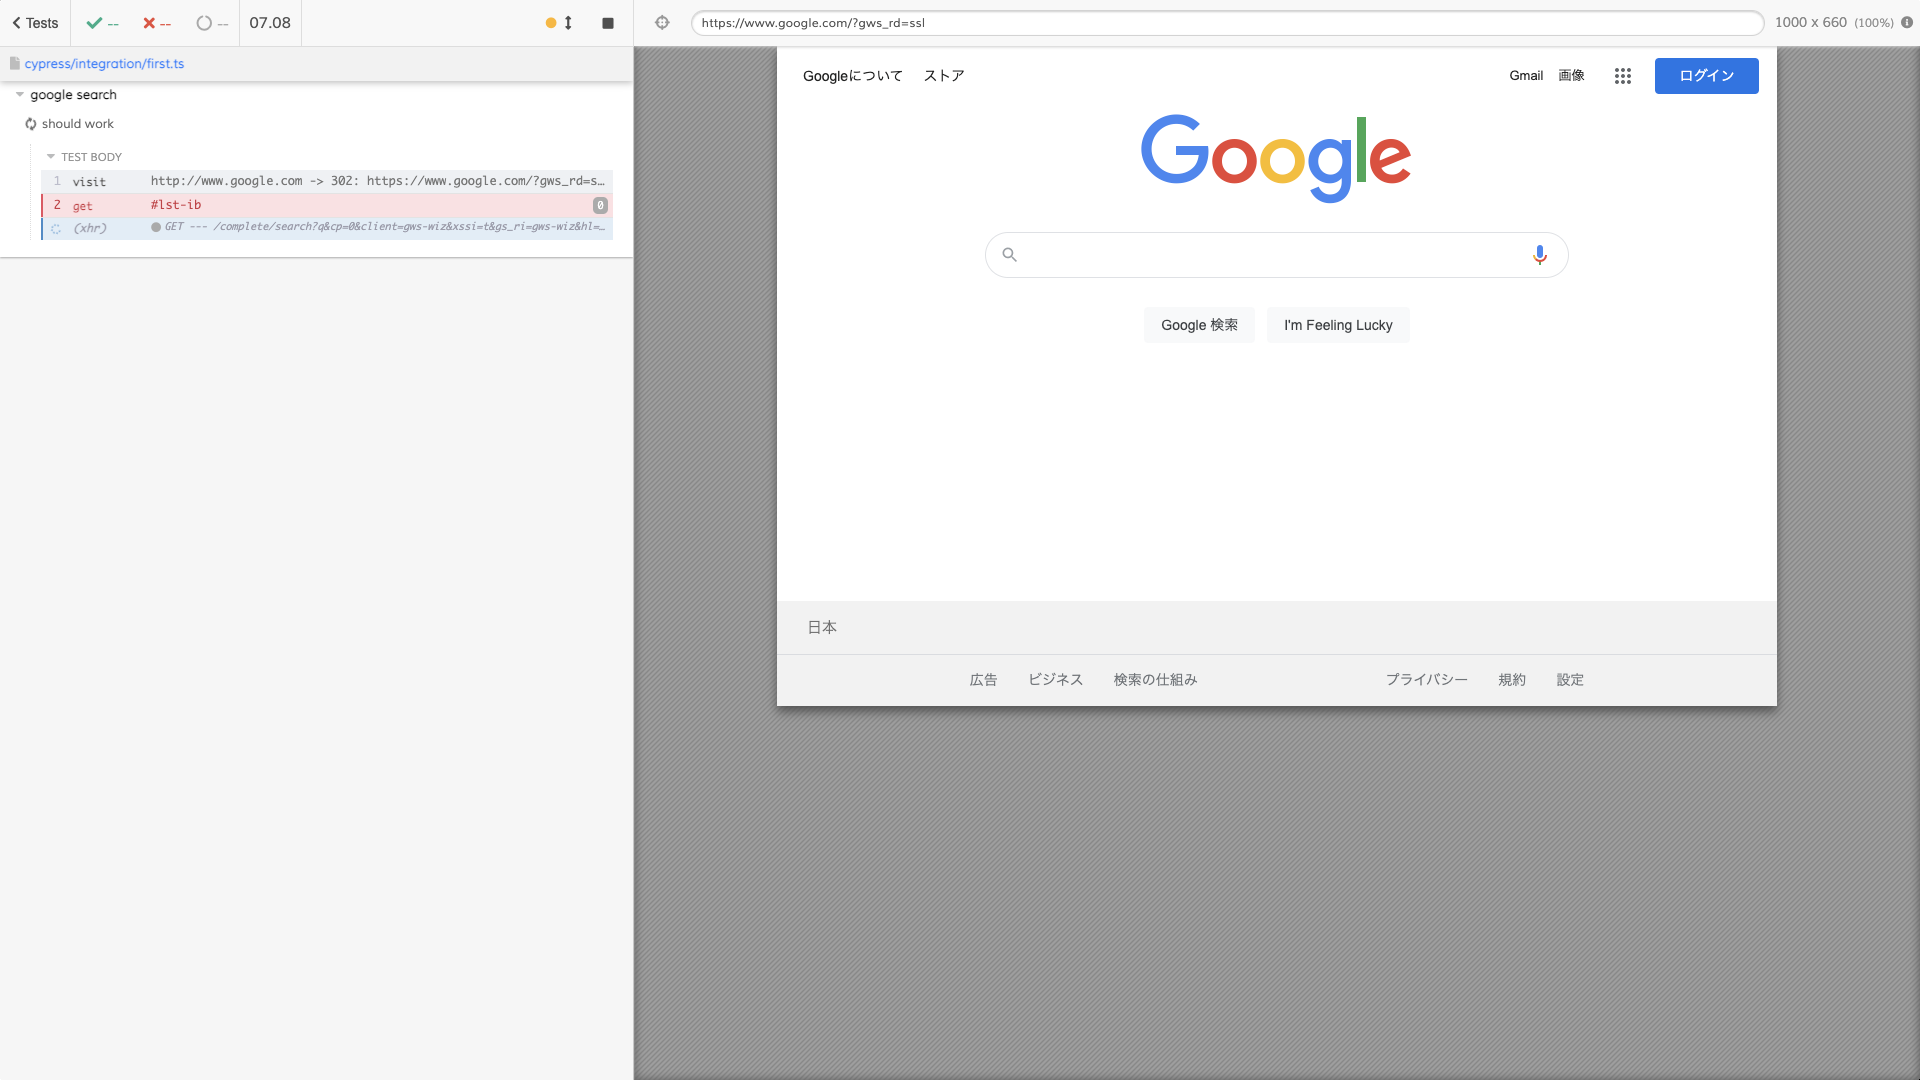 Tests
--
--
--
07.08
cypress/integration/first.ts
google search
should work
TEST BODY
1 visit http://www.google.com -> 302: https://www.google.com/?gws_rd=s…
2 get #lst-ib 0
(xhr) GET --- /complete/search?q&cp=0&client=gws-wiz&xssi=t&gs_ri=gws-wiz&hl=…
https://www.google.com/?gws_rd=ssl
1000 x 660 (100%)
Googleについて ストア
Gmail 画像 ログイン
Google
Google 検索 I'm Feeling Lucky
日本
広告 ビジネス 検索の仕組み プライバシー 規約 設定